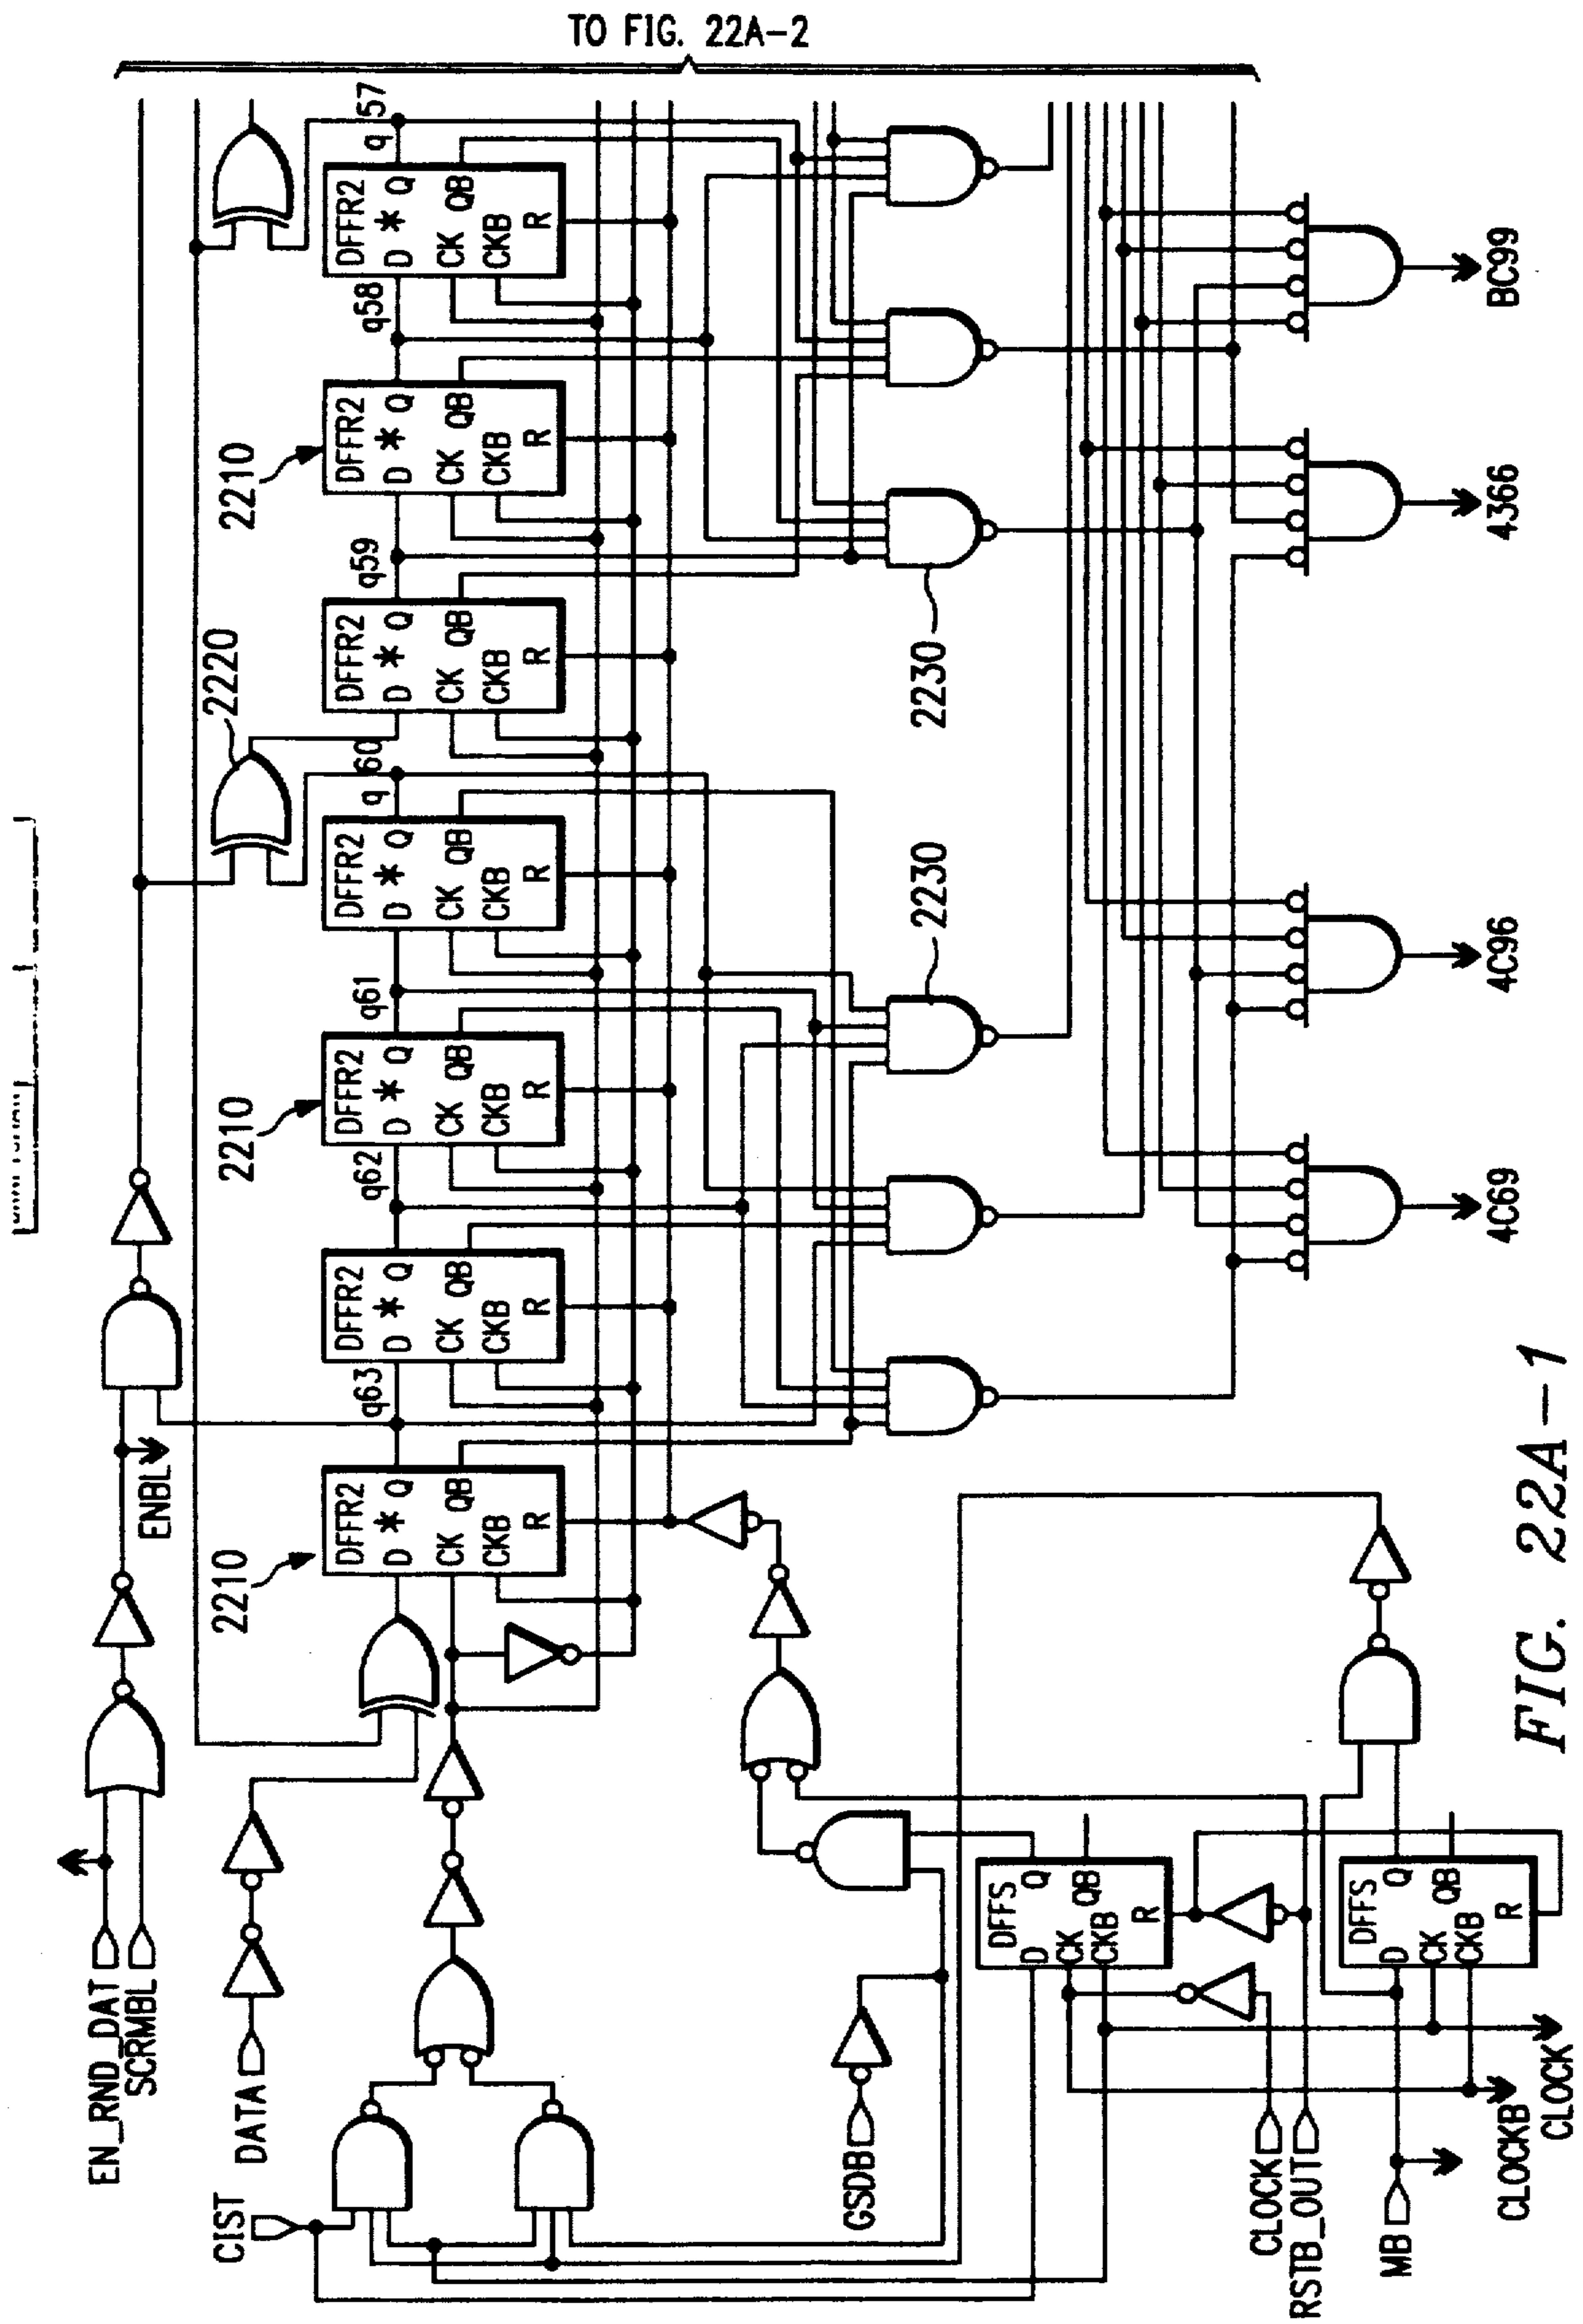 TO FIG. 22A-2
EN_RND_DAT
SCRMBL
ENBL
DATA
CIST
2210
DFFR2
D * Q
CK QB
CKB
R
q63
DFFR2
D * Q
CK QB
CKB
R
q62
2210
DFFR2
D * Q
CK QB
CKB
R
q61
DFFR2
D * Q
CK QB
CKB
R
q 60
2220
DFFR2
D * Q
CK QB
CKB
R
q59
2210
DFFR2
D * Q
CK QB
CKB
R
q58
DFFR2
D * Q
CK QB
CKB
R
q 57
2230
2230
GSDB
DFFS
D Q
CK QB
CKB
R
CLOCK
RSTB_OUT
DFFS
D Q
CK QB
CKB
R
MB
CLOCKB
CLOCK
4C69
4C96
4366
BC99
FIG. 22A-1